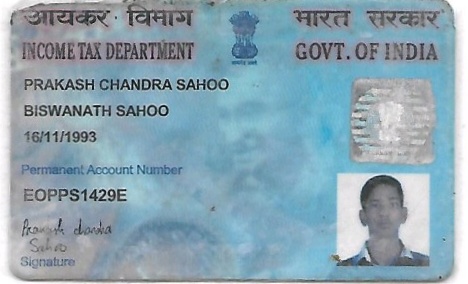 आयकर विभाग
INCOME TAX DEPARTMENT
भारत सरकार
GOVT. OF INDIA
PRAKASH CHANDRA SAHOO
BISWANATH SAHOO
16/11/1993
Permanent Account Number
EOPPS1429E
Prakash chandra
Sahoo
Signature